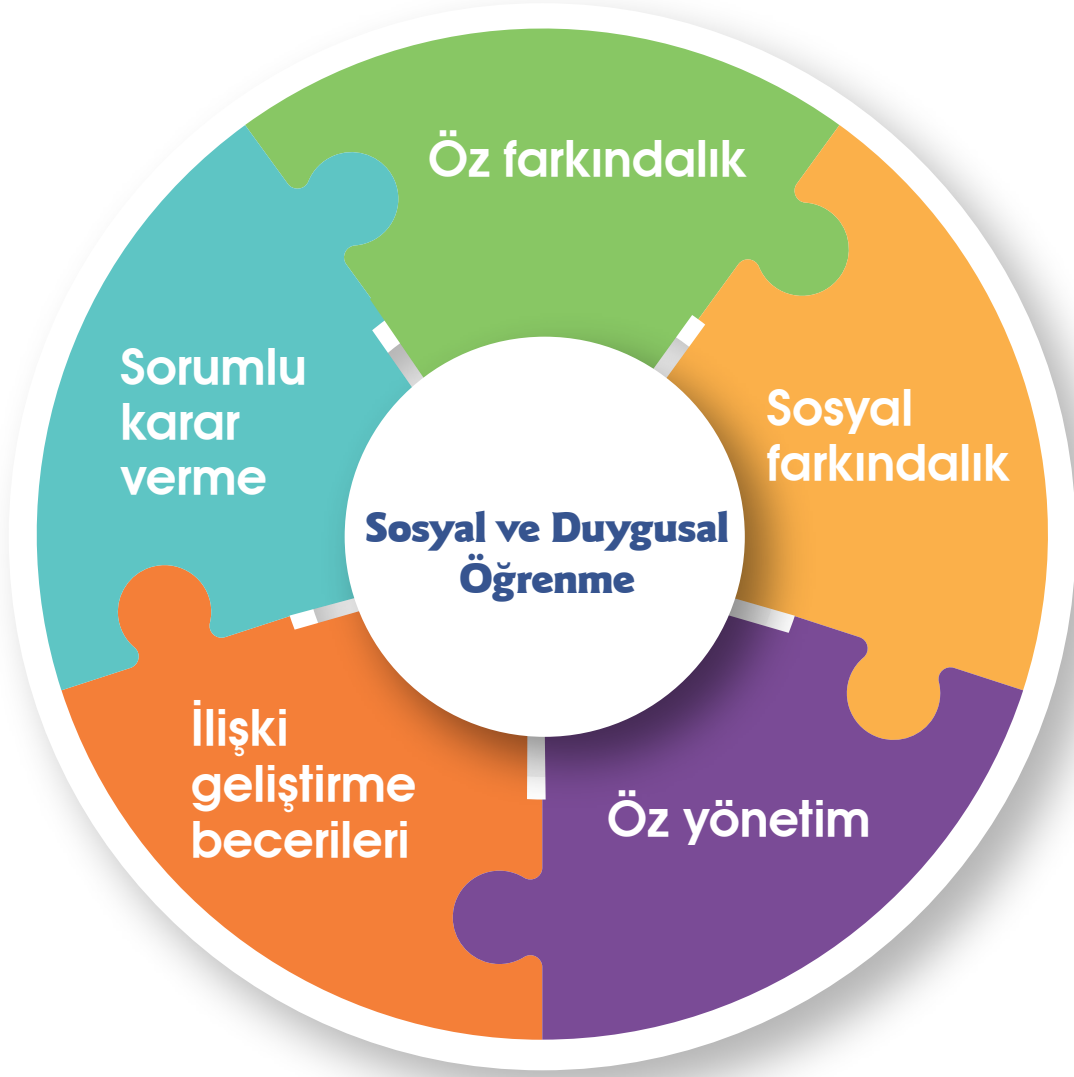 Öz farkındalık
Sosyal
farkındalık
Öz yönetim
İlişki
geliştirme
becerileri
Sorumlu
karar
verme
Sosyal ve Duygusal
Öğrenme